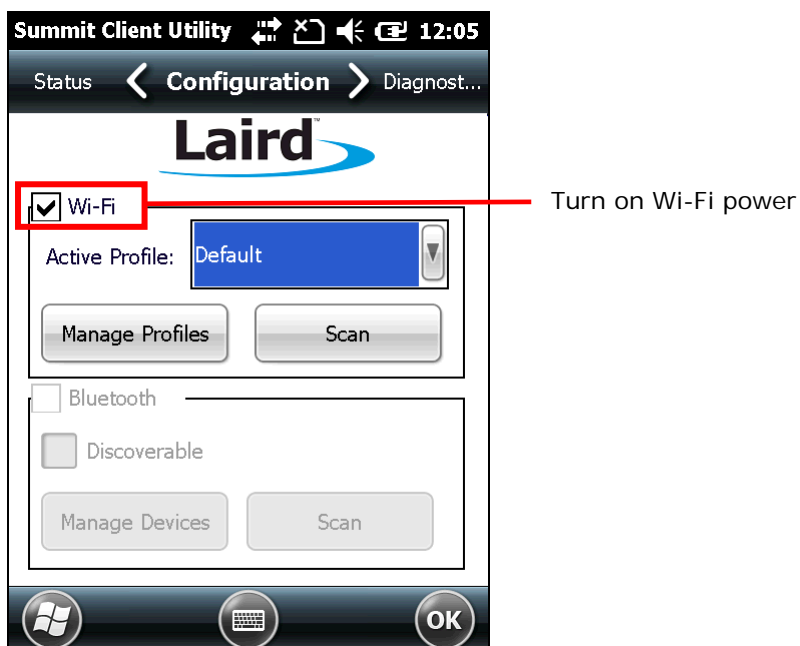 Summit Client Utility 12:05
Status Configuration Diagnost...
Laird™
Wi-Fi
Turn on Wi-Fi power
Active Profile: Default
Manage Profiles Scan
Bluetooth
Discoverable
Manage Devices Scan
OK